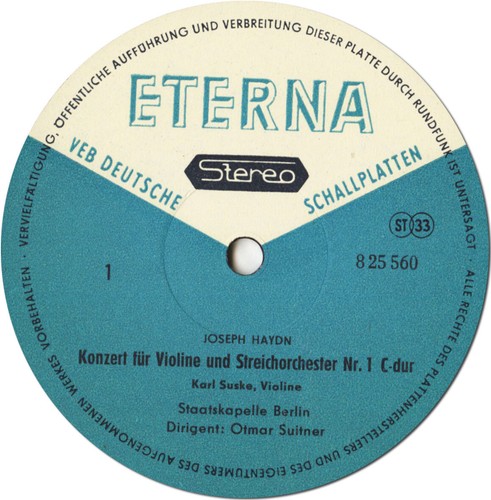 · VERVIELFÄLTIGUNG, ÖFFENTLICHE AUFFÜHRUNG UND VERBREITUNG DIESER PLATTE DURCH RUNDFUNK IST UNTERSAGT · ALLE RECHTE DES PLATTENHERSTELLERS UND DES EIGENTÜMERS DES AUFGENOMMENEN WERKES VORBEHALTEN
ETERNA
VEB DEUTSCHE SCHALLPLATTEN
Stereo
ST 33
8 25 560
1
JOSEPH HAYDN
Konzert für Violine und Streichorchester Nr. 1 C-dur
Karl Suske, Violine
Staatskapelle Berlin
Dirigent: Otmar Suitner